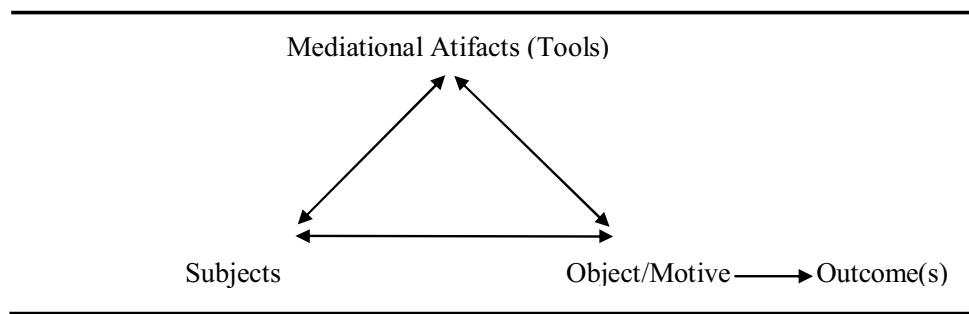 Mediational Atifacts (Tools)
Subjects Object/Motive Outcome(s)